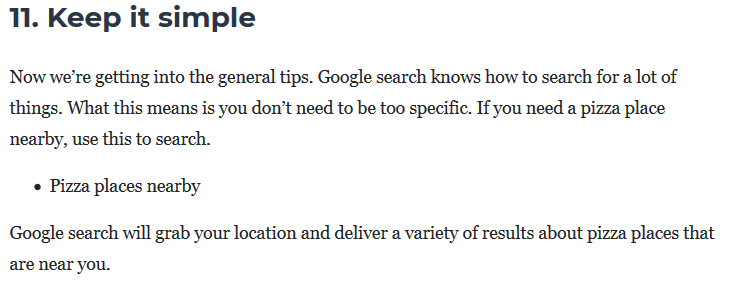 11. Keep it simple
Now we’re getting into the general tips. Google search knows how to search for a lot of
things. What this means is you don’t need to be too specific. If you need a pizza place
nearby, use this to search.
• Pizza places nearby
Google search will grab your location and deliver a variety of results about pizza places that
are near you.